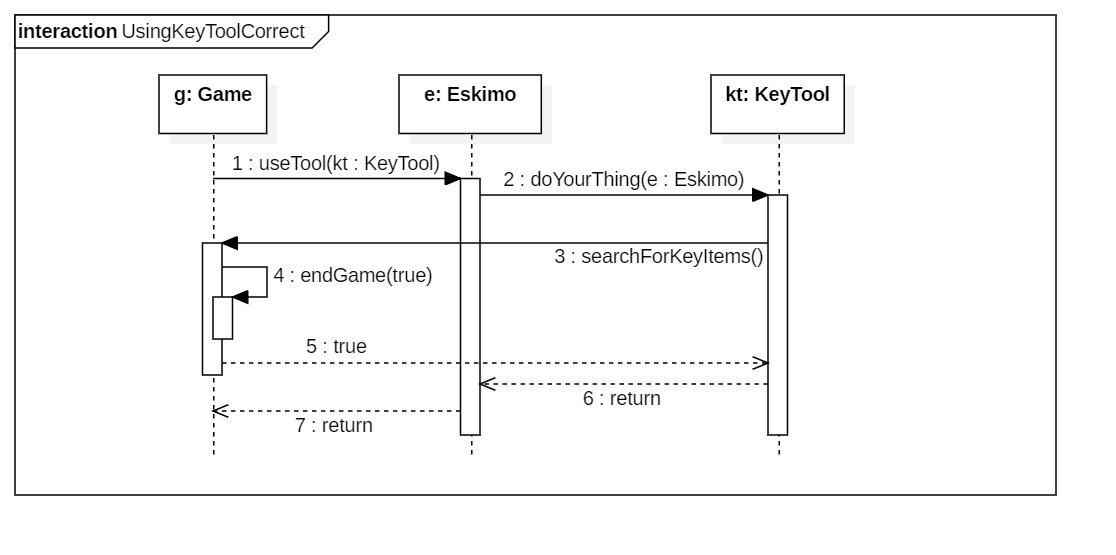 interaction UsingKeyToolCorrect
g: Game
e: Eskimo
kt: KeyTool
1 : useTool(kt : KeyTool)
2 : doYourThing(e : Eskimo)
3 : searchForKeyItems()
4 : endGame(true)
5 : true
6 : return
7 : return